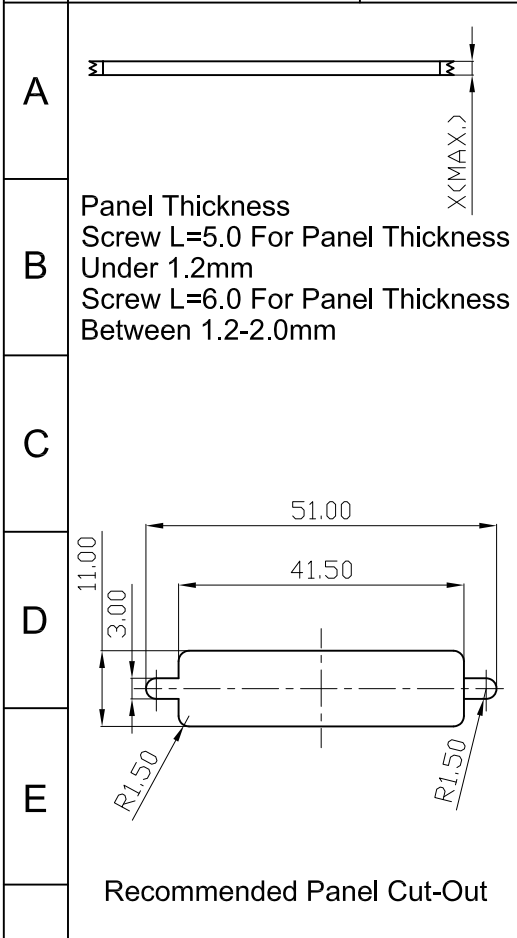 A
X(MAX.)
B
Panel Thickness
Screw L=5.0 For Panel Thickness
Under 1.2mm
Screw L=6.0 For Panel Thickness
Between 1.2-2.0mm
C
51.00
11.00
41.50
3.00
D
R1.50
R1.50
E
Recommended Panel Cut-Out